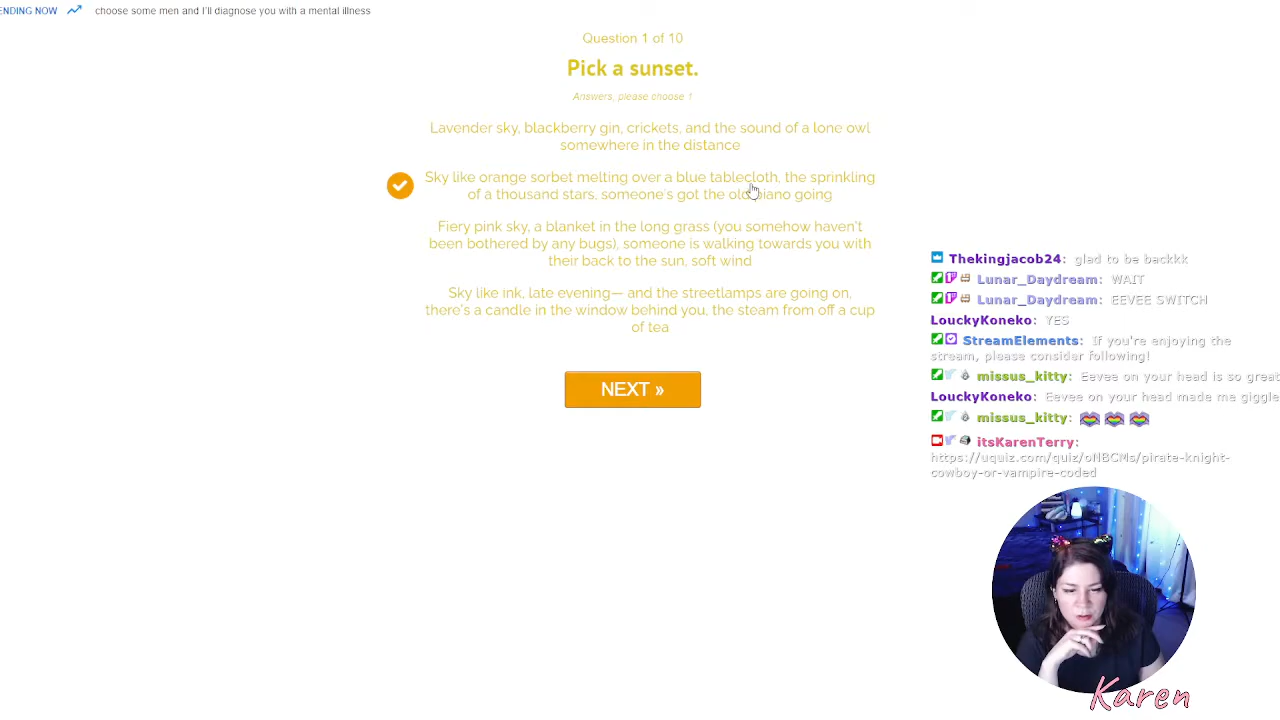 ENDING NOW
choose some men and I'll diagnose you with a mental illness
Question 1 of 10
Pick a sunset.
Answers, please choose 1
Lavender sky, blackberry gin, crickets, and the sound of a lone owl
somewhere in the distance
Sky like orange sorbet melting over a blue tablecloth, the sprinkling
of a thousand stars, someone's got the old piano going
Fiery pink sky, a blanket in the long grass (you somehow haven't
been bothered by any bugs), someone is walking towards you with
their back to the sun, soft wind
Sky like ink, late evening— and the streetlamps are going on,
there's a candle in the window behind you, the steam from off a cup
of tea
NEXT »
Thekingjacob24: glad to be backkk
Lunar_Daydream: WAIT
Lunar_Daydream: EEVEE SWITCH
LouckyKoneko: YES
StreamElements: If you're enjoying the
stream, please consider following!
missus_kitty: Eevee on your head is so great
LouckyKoneko: Eevee on your head made me giggle
missus_kitty:
itsKarenTerry:
https://uquiz.com/quiz/oNBCMs/pirate-knight-
cowboy-or-vampire-coded
Karen